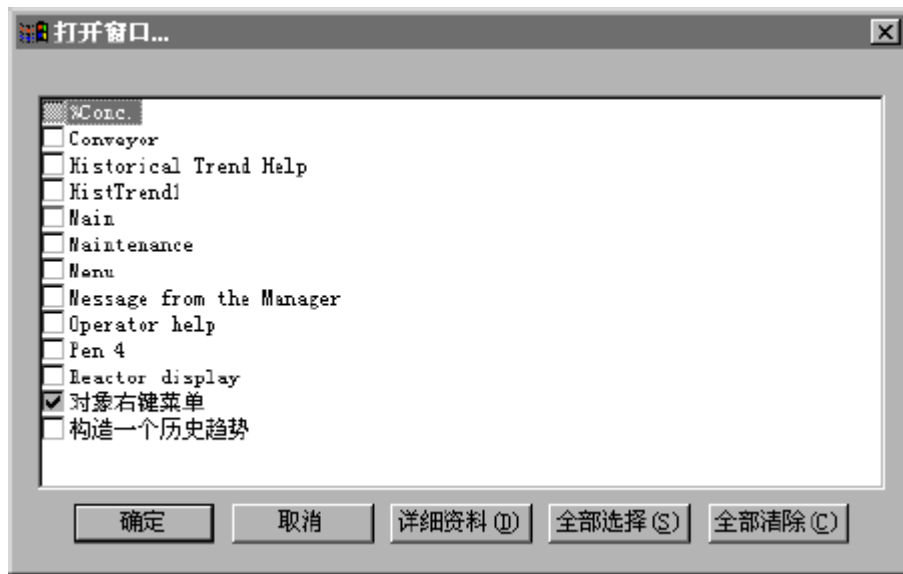 打开窗口...
%Conc.
Conveyor
Historical Trend Help
HistTrend1
Main
Maintenance
Menu
Message from the Manager
Operator help
Pen 4
Reactor display
对象右键菜单
构造一个历史趋势
确定 取消 详细资料(D) 全部选择(S) 全部清除(C)